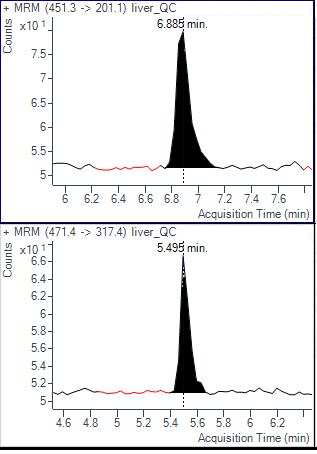 + MRM (451.3 -> 201.1) liver_QC
Counts
x10 1
6.885 min.
7.5
7
6.5
6
5.5
5
6 6.2 6.4 6.6 6.8 7 7.2 7.4 7.6
Acquisition Time (min)
+ MRM (471.4 -> 317.4) liver_QC
Counts
x10 1
5.495 min.
6.6
6.4
6.2
6
5.8
5.6
5.4
5.2
5
4.6 4.8 5 5.2 5.4 5.6 5.8 6 6.2
Acquisition Time (min)